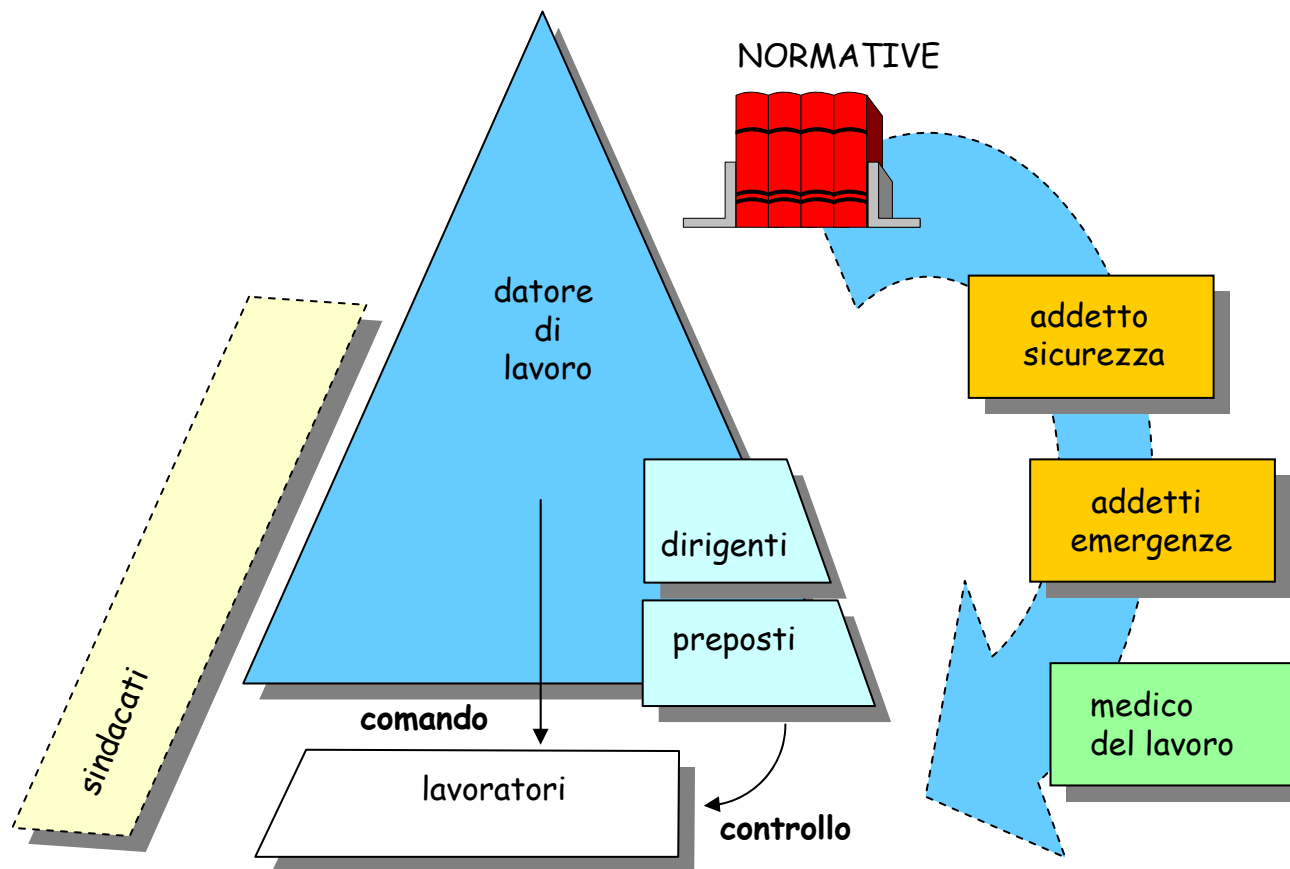 NORMATIVE
datore
di
lavoro
addetto
sicurezza
addetti
emergenze
dirigenti
preposti
medico
del lavoro
sindacati
comando
lavoratori
controllo